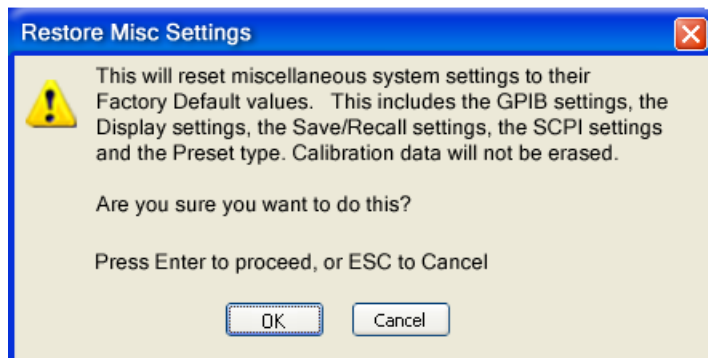 Restore Misc Settings
This will reset miscellaneous system settings to their
Factory Default values.   This includes the GPIB settings, the
Display settings, the Save/Recall settings, the SCPI settings
and the Preset type. Calibration data will not be erased.
Are you sure you want to do this?
Press Enter to proceed, or ESC to Cancel
OK
Cancel